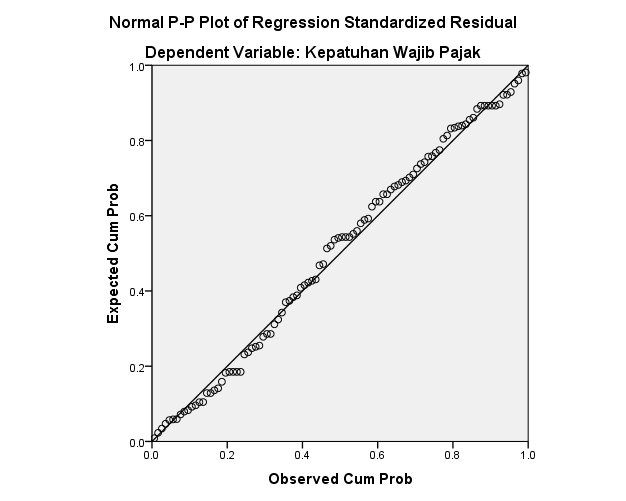 Normal P-P Plot of Regression Standardized Residual
Dependent Variable: Kepatuhan Wajib Pajak
1.0
0.8
0.6
0.4
0.2
0.0
Expected Cum Prob
0.0 0.2 0.4 0.6 0.8 1.0
Observed Cum Prob